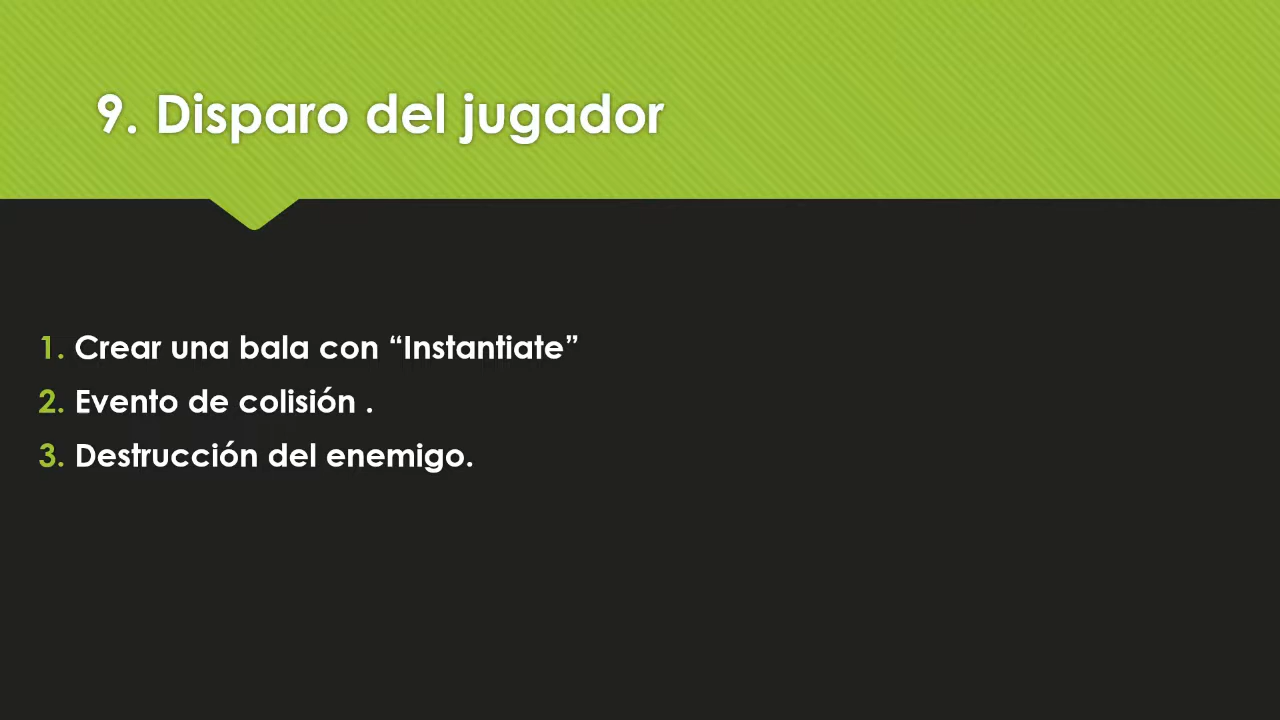 9. Disparo del jugador
1. Crear una bala con “Instantiate”
2. Evento de colisión .
3. Destrucción del enemigo.